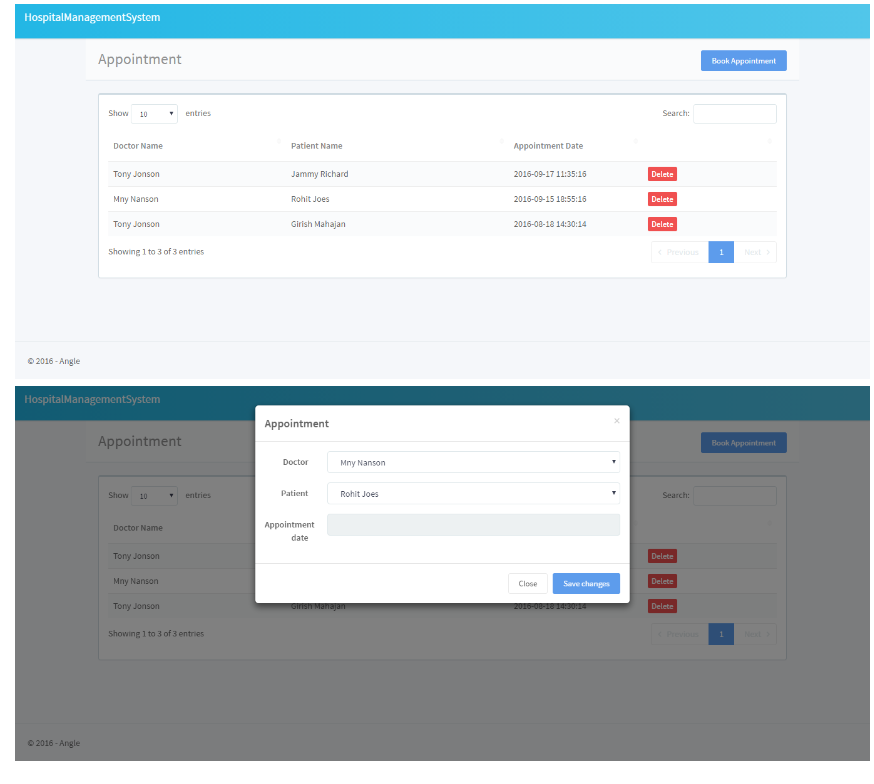 HospitalManagementSystem
Appointment
Book Appointment
Show 10 entries
Search:
Doctor Name Patient Name Appointment Date
Tony Jonson Jammy Richard 2016-09-17 11:35:16 Delete
Mny Nanson Rohit Joes 2016-09-15 18:55:16 Delete
Tony Jonson Girish Mahajan 2016-08-18 14:30:14 Delete
Showing 1 to 3 of 3 entries
Previous 1 Next
© 2016 - Angle
HospitalManagementSystem
Appointment
Book Appointment
Show 10 entries
Search:
Doctor Name
Tony Jonson Delete
Mny Nanson Delete
Tony Jonson Girish Mahajan 2016-08-18 14:30:14 Delete
Showing 1 to 3 of 3 entries
Previous 1 Next
© 2016 - Angle
Appointment ×
Doctor Mny Nanson
Patient Rohit Joes
Appointment
date
Close Save changes